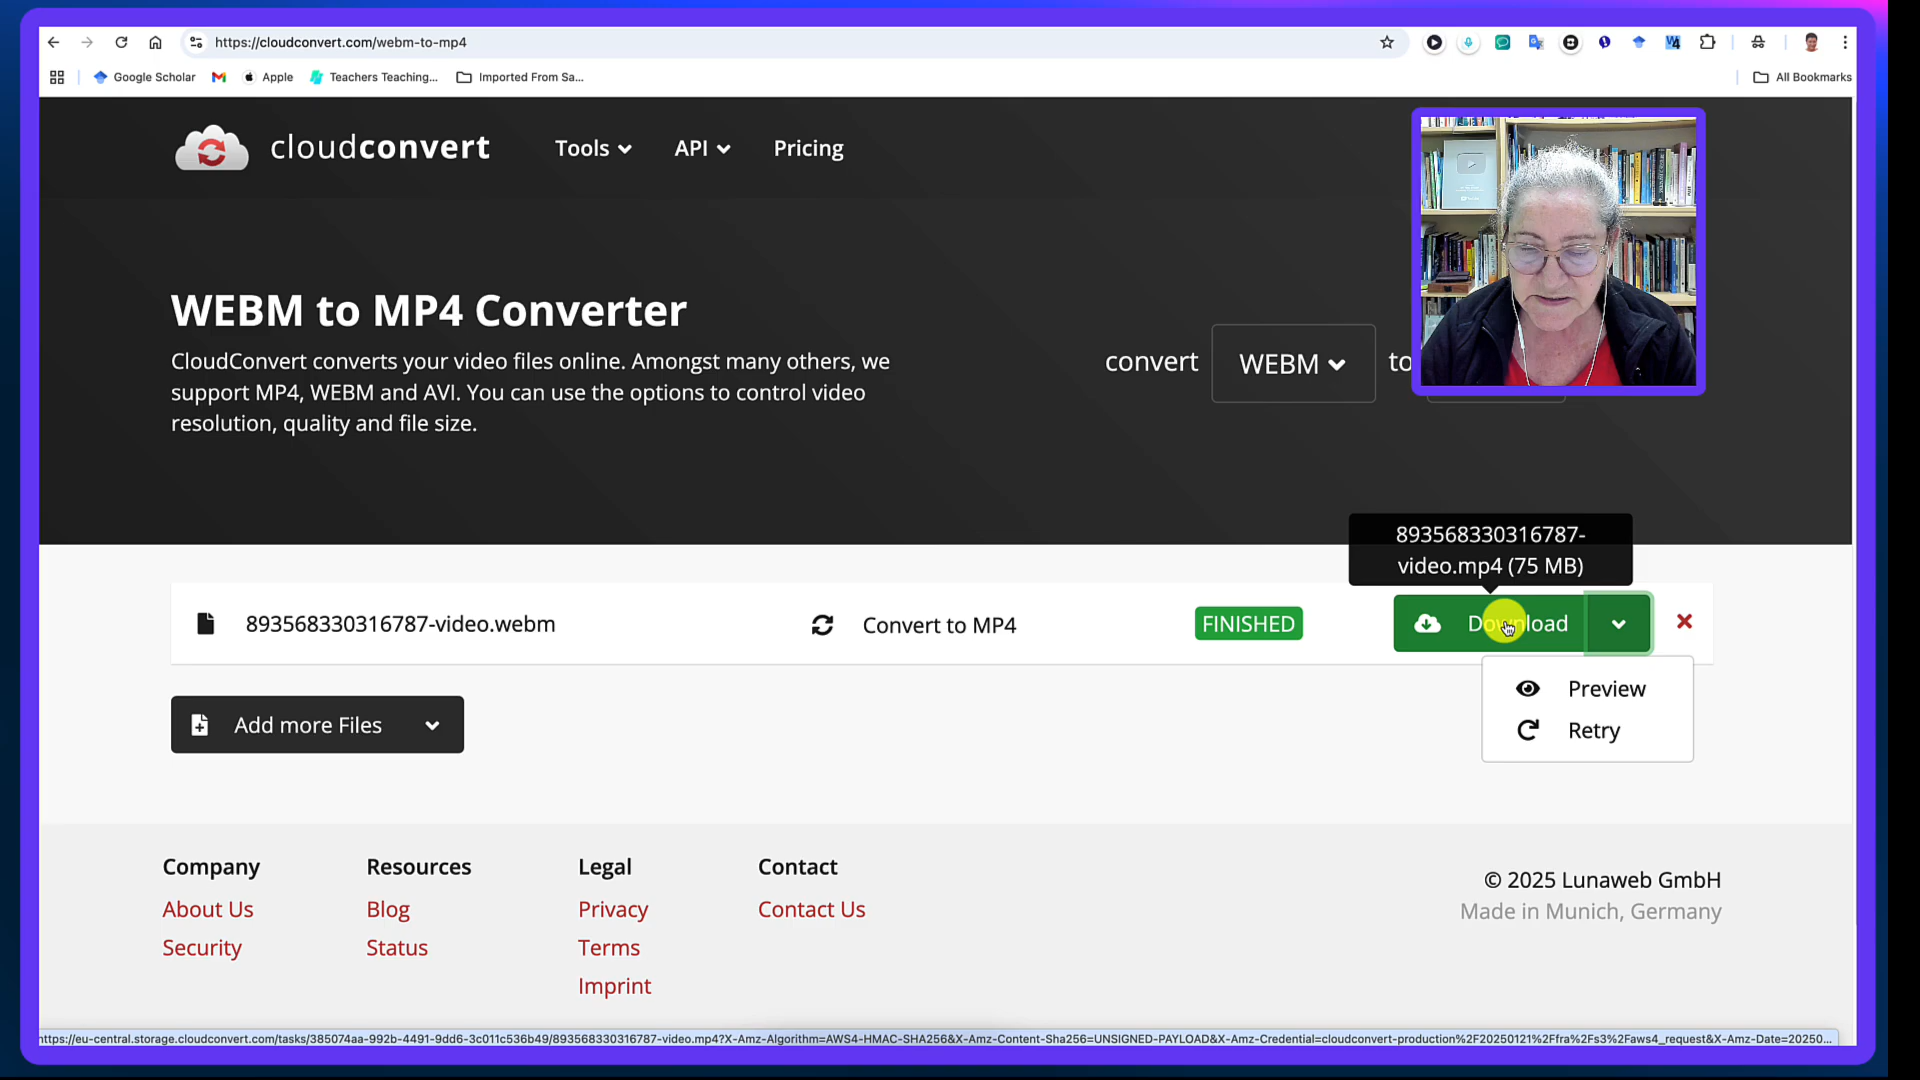 https://cloudconvert.com/webm-to-mp4
Google Scholar
Apple
Teachers Teaching...
Imported From Sa...
All Bookmarks
cloudconvert
Tools
API
Pricing
WEBM to MP4 Converter
CloudConvert converts your video files online. Amongst many others, we
support MP4, WEBM and AVI. You can use the options to control video
resolution, quality and file size.
convert
WEBM
to
893568330316787-
video.mp4 (75 MB)
893568330316787-video.webm
Convert to MP4
FINISHED
Download
Preview
Retry
Add more Files
Company
About Us
Security
Resources
Blog
Status
Legal
Privacy
Terms
Imprint
Contact
Contact Us
© 2025 Lunaweb GmbH
Made in Munich, Germany
https://eu-central.storage.cloudconvert.com/tasks/385074aa-992b-4491-9dd6-3c011c536b49/893568330316787-video.mp4?X-Amz-Algorithm=AWS4-HMAC-SHA256&X-Amz-Content-Sha256=UNSIGNED-PAYLOAD&X-Amz-Credential=cloudconvert-production%2F20250121%2Ffra%2Fs3%2Faws4_request&X-Amz-Date=20250...